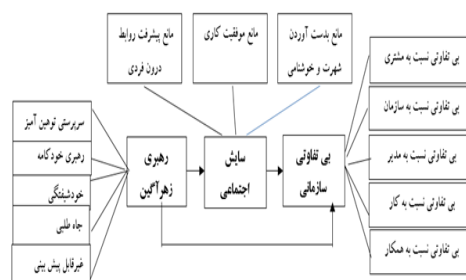 مانع پیشرفت روابط
درون فردی
مانع موفقیت کاری
مانع بدست آوردن
شهرت و خوشنامی
سرپرستی توهین آمیز
رهبری خودکامه
خودشیفتگی
جاه طلبی
غیرقابل پیش بینی
رهبری
زهرآگین
سایش
اجتماعی
بی تفاوتی
سازمانی
بی تفاوتی نسبت به مشتری
بی تفاوتی نسبت به سازمان
بی تفاوتی نسبت به مدیر
بی تفاوتی نسبت به کار
بی تفاوتی نسبت به همکار